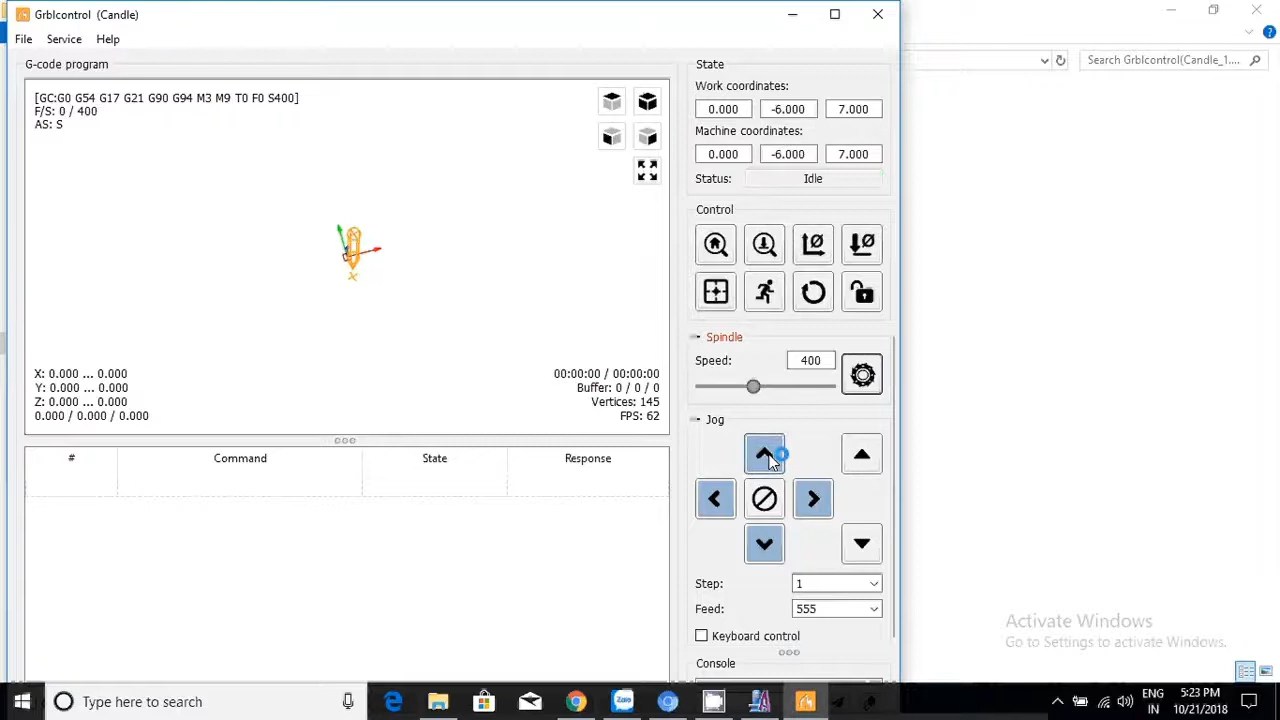 Grblcontrol (Candle)
File Service Help
Search Grblcontrol(Candle_1....
G-code program
[GC:G0 G54 G17 G21 G90 G94 M3 M9 T0 F0 S400]
F/S: 0 / 400
AS: S
X: 0.000 ... 0.000
Y: 0.000 ... 0.000
Z: 0.000 ... 0.000
0.000 / 0.000 / 0.000
00:00:00 / 00:00:00
Buffer: 0 / 0 / 0
Vertices: 145
FPS: 62
# Command State Response
State
Work coordinates:
0.000 -6.000 7.000
Machine coordinates:
0.000 -6.000 7.000
Status: Idle
Control
Spindle
Speed: 400
Jog
Step: 1
Feed: 555
Keyboard control
Console
Activate Windows
Go to Settings to activate Windows.
Type here to search
Zalo
ENG
IN
5:23 PM
10/21/2018